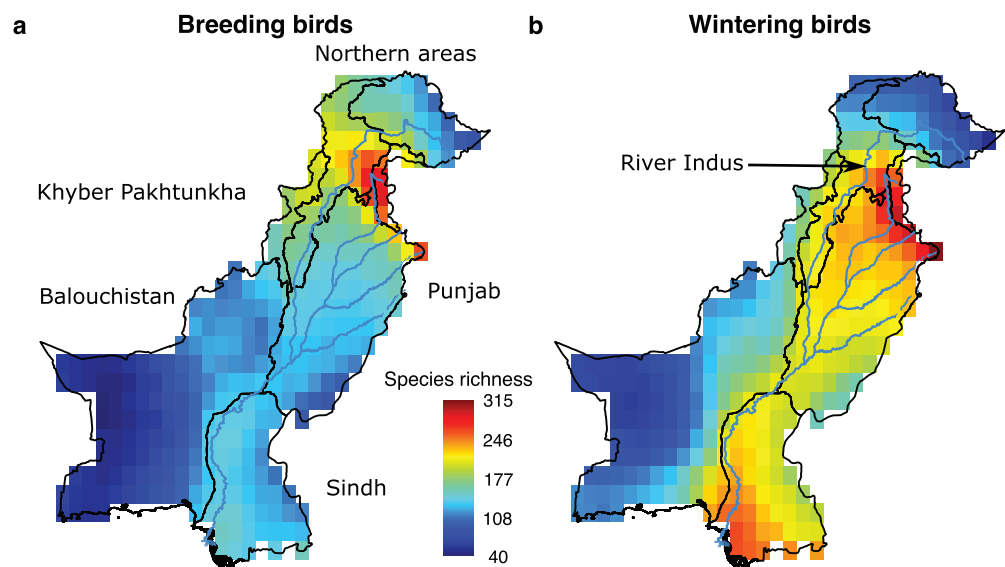 a
Breeding birds
b
Wintering birds
Northern areas
River Indus
Khyber Pakhtunkha
Balouchistan
Punjab
Species richness
315
246
177
108
40
Sindh